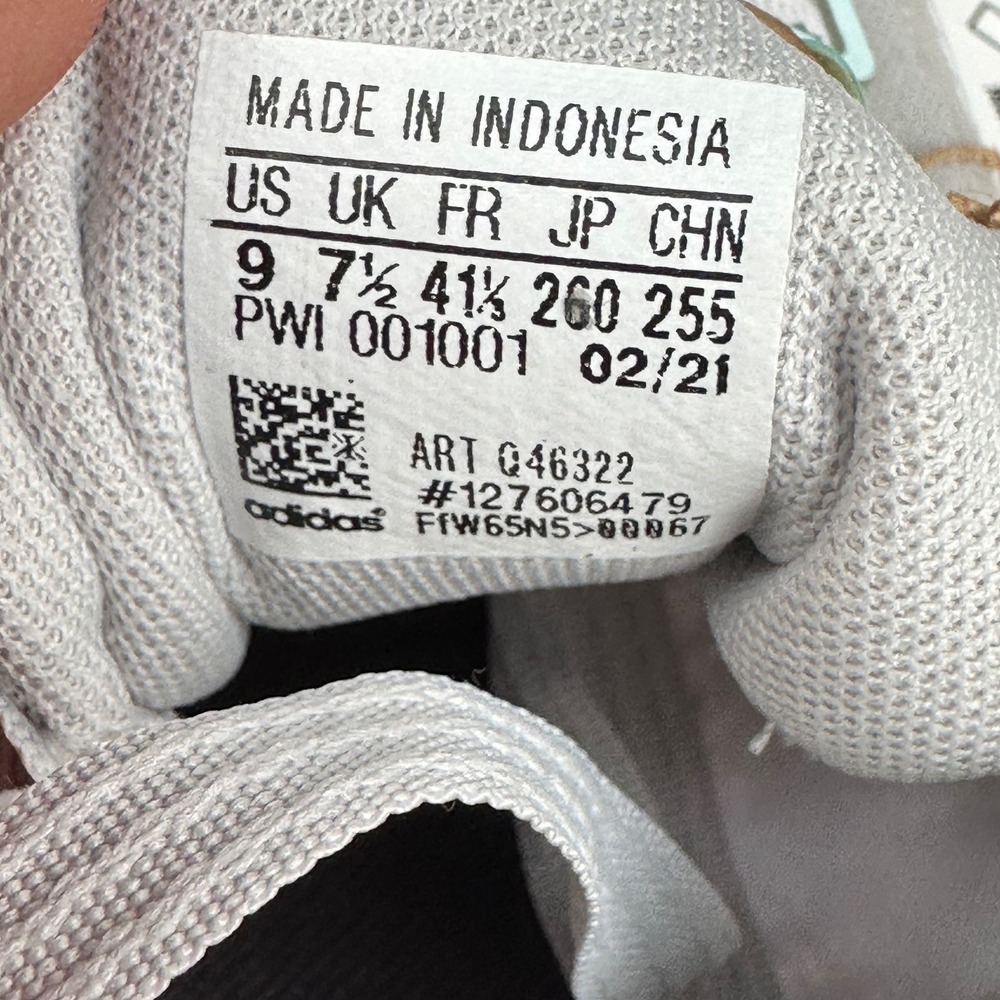 MADE IN INDONESIA
US UK FR JP CHN
9 7½ 41⅓ 260 255
PWI 001001 02/21
ART Q46322
#127606479
adidas
FfW65N5>00067